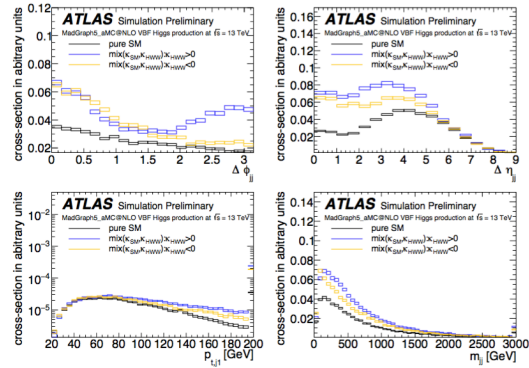 ATLAS Simulation Preliminary
MadGraph5_aMC@NLO VBF Higgs production at √s = 13 TeV
pure SM
mix(κSM,κHWW):κHWW>0
mix(κSM,κHWW):κHWW<0
cross-section in abitrary units
0.12
0.1
0.08
0.06
0.04
0.02
0 0.5 1 1.5 2 2.5 3
Δ ϕjj
ATLAS Simulation Preliminary
MadGraph5_aMC@NLO VBF Higgs production at √s = 13 TeV
pure SM
mix(κSM,κHWW):κHWW>0
mix(κSM,κHWW):κHWW<0
cross-section in abitrary units
0.16
0.14
0.12
0.10
0.08
0.06
0.04
0.02
0 1 2 3 4 5 6 7 8 9
Δ ηjj
ATLAS Simulation Preliminary
MadGraph5_aMC@NLO VBF Higgs production at √s = 13 TeV
pure SM
mix(κSM,κHWW):κHWW>0
mix(κSM,κHWW):κHWW<0
cross-section in abitrary units
10⁻²
10⁻³
10⁻⁴
10⁻⁵
20 40 60 80 100 120 140 160 180 200
pt,j1 [GeV]
ATLAS Simulation Preliminary
MadGraph5_aMC@NLO VBF Higgs production at √s = 13 TeV
pure SM
mix(κSM,κHWW):κHWW>0
mix(κSM,κHWW):κHWW<0
cross-section in abitrary units
0.14
0.12
0.1
0.08
0.06
0.04
0.02
0 500 1000 1500 2000 2500 3000
mjj [GeV]